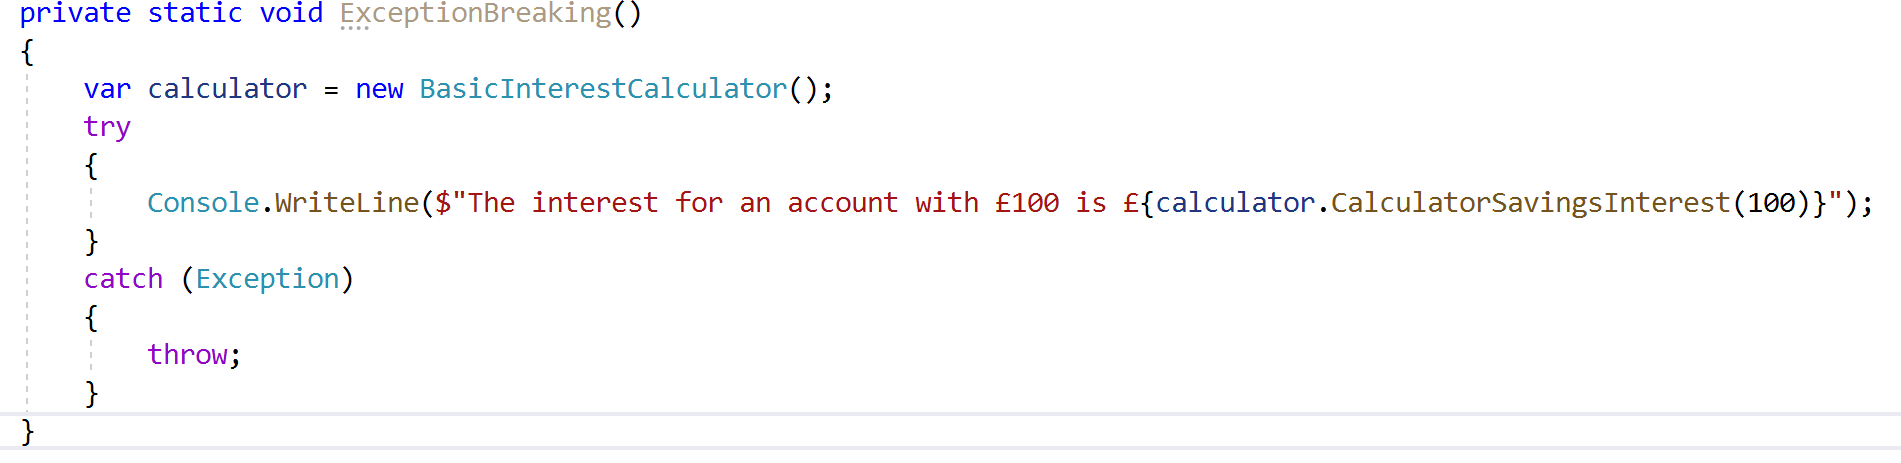 private static void ExceptionBreaking()
{
    var calculator = new BasicInterestCalculator();
    try
    {
        Console.WriteLine($"The interest for an account with £100 is £{calculator.CalculatorSavingsInterest(100)}");
    }
    catch (Exception)
    {
        throw;
    }
}